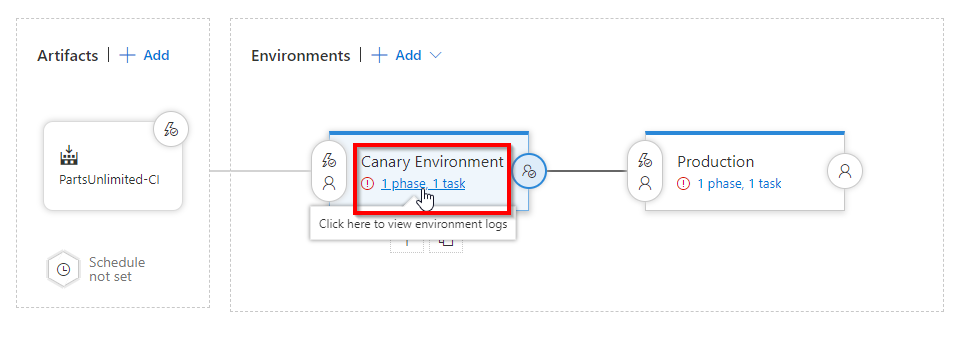 Artifacts | + Add
Environments | + Add
PartsUnlimited-CI
Canary Environment
1 phase, 1 task
Click here to view environment logs
Production
1 phase, 1 task
Schedule
not set